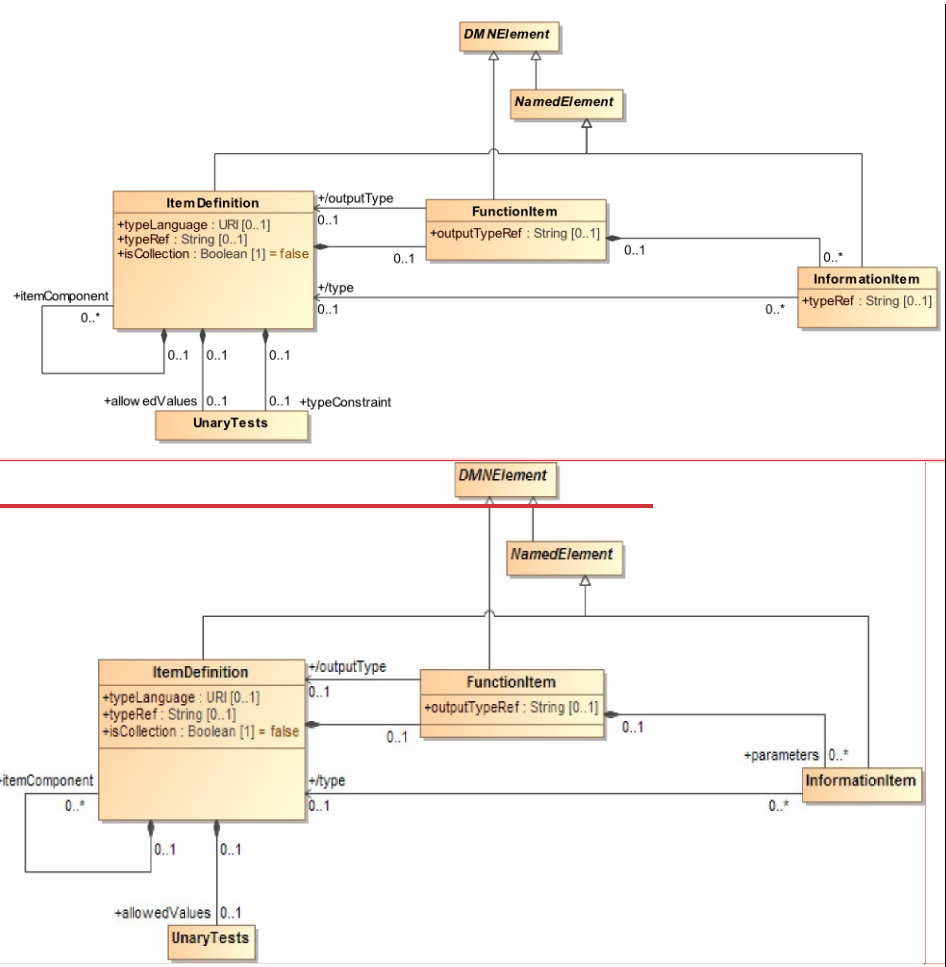 DMNElement
NamedElement
ItemDefinition
+typeLanguage : URI [0..1]
+typeRef : String [0..1]
+isCollection : Boolean [1] = false
+/outputType
0..1
FunctionItem
+outputTypeRef : String [0..1]
0..1
0..1
0..*
InformationItem
+typeRef : String [0..1]
+/type
0..1
0..*
+itemComponent
0..*
0..1
0..1
0..1
+allowedValues
0..1
0..1
+typeConstraint
UnaryTests
DMNElement
NamedElement
ItemDefinition
+typeLanguage : URI [0..1]
+typeRef : String [0..1]
+isCollection : Boolean [1] = false
+/outputType
0..1
FunctionItem
+outputTypeRef : String [0..1]
0..1
0..1
+parameters
0..*
InformationItem
+/type
0..1
0..*
+itemComponent
0..*
0..1
0..1
+allowedValues
0..1
UnaryTests